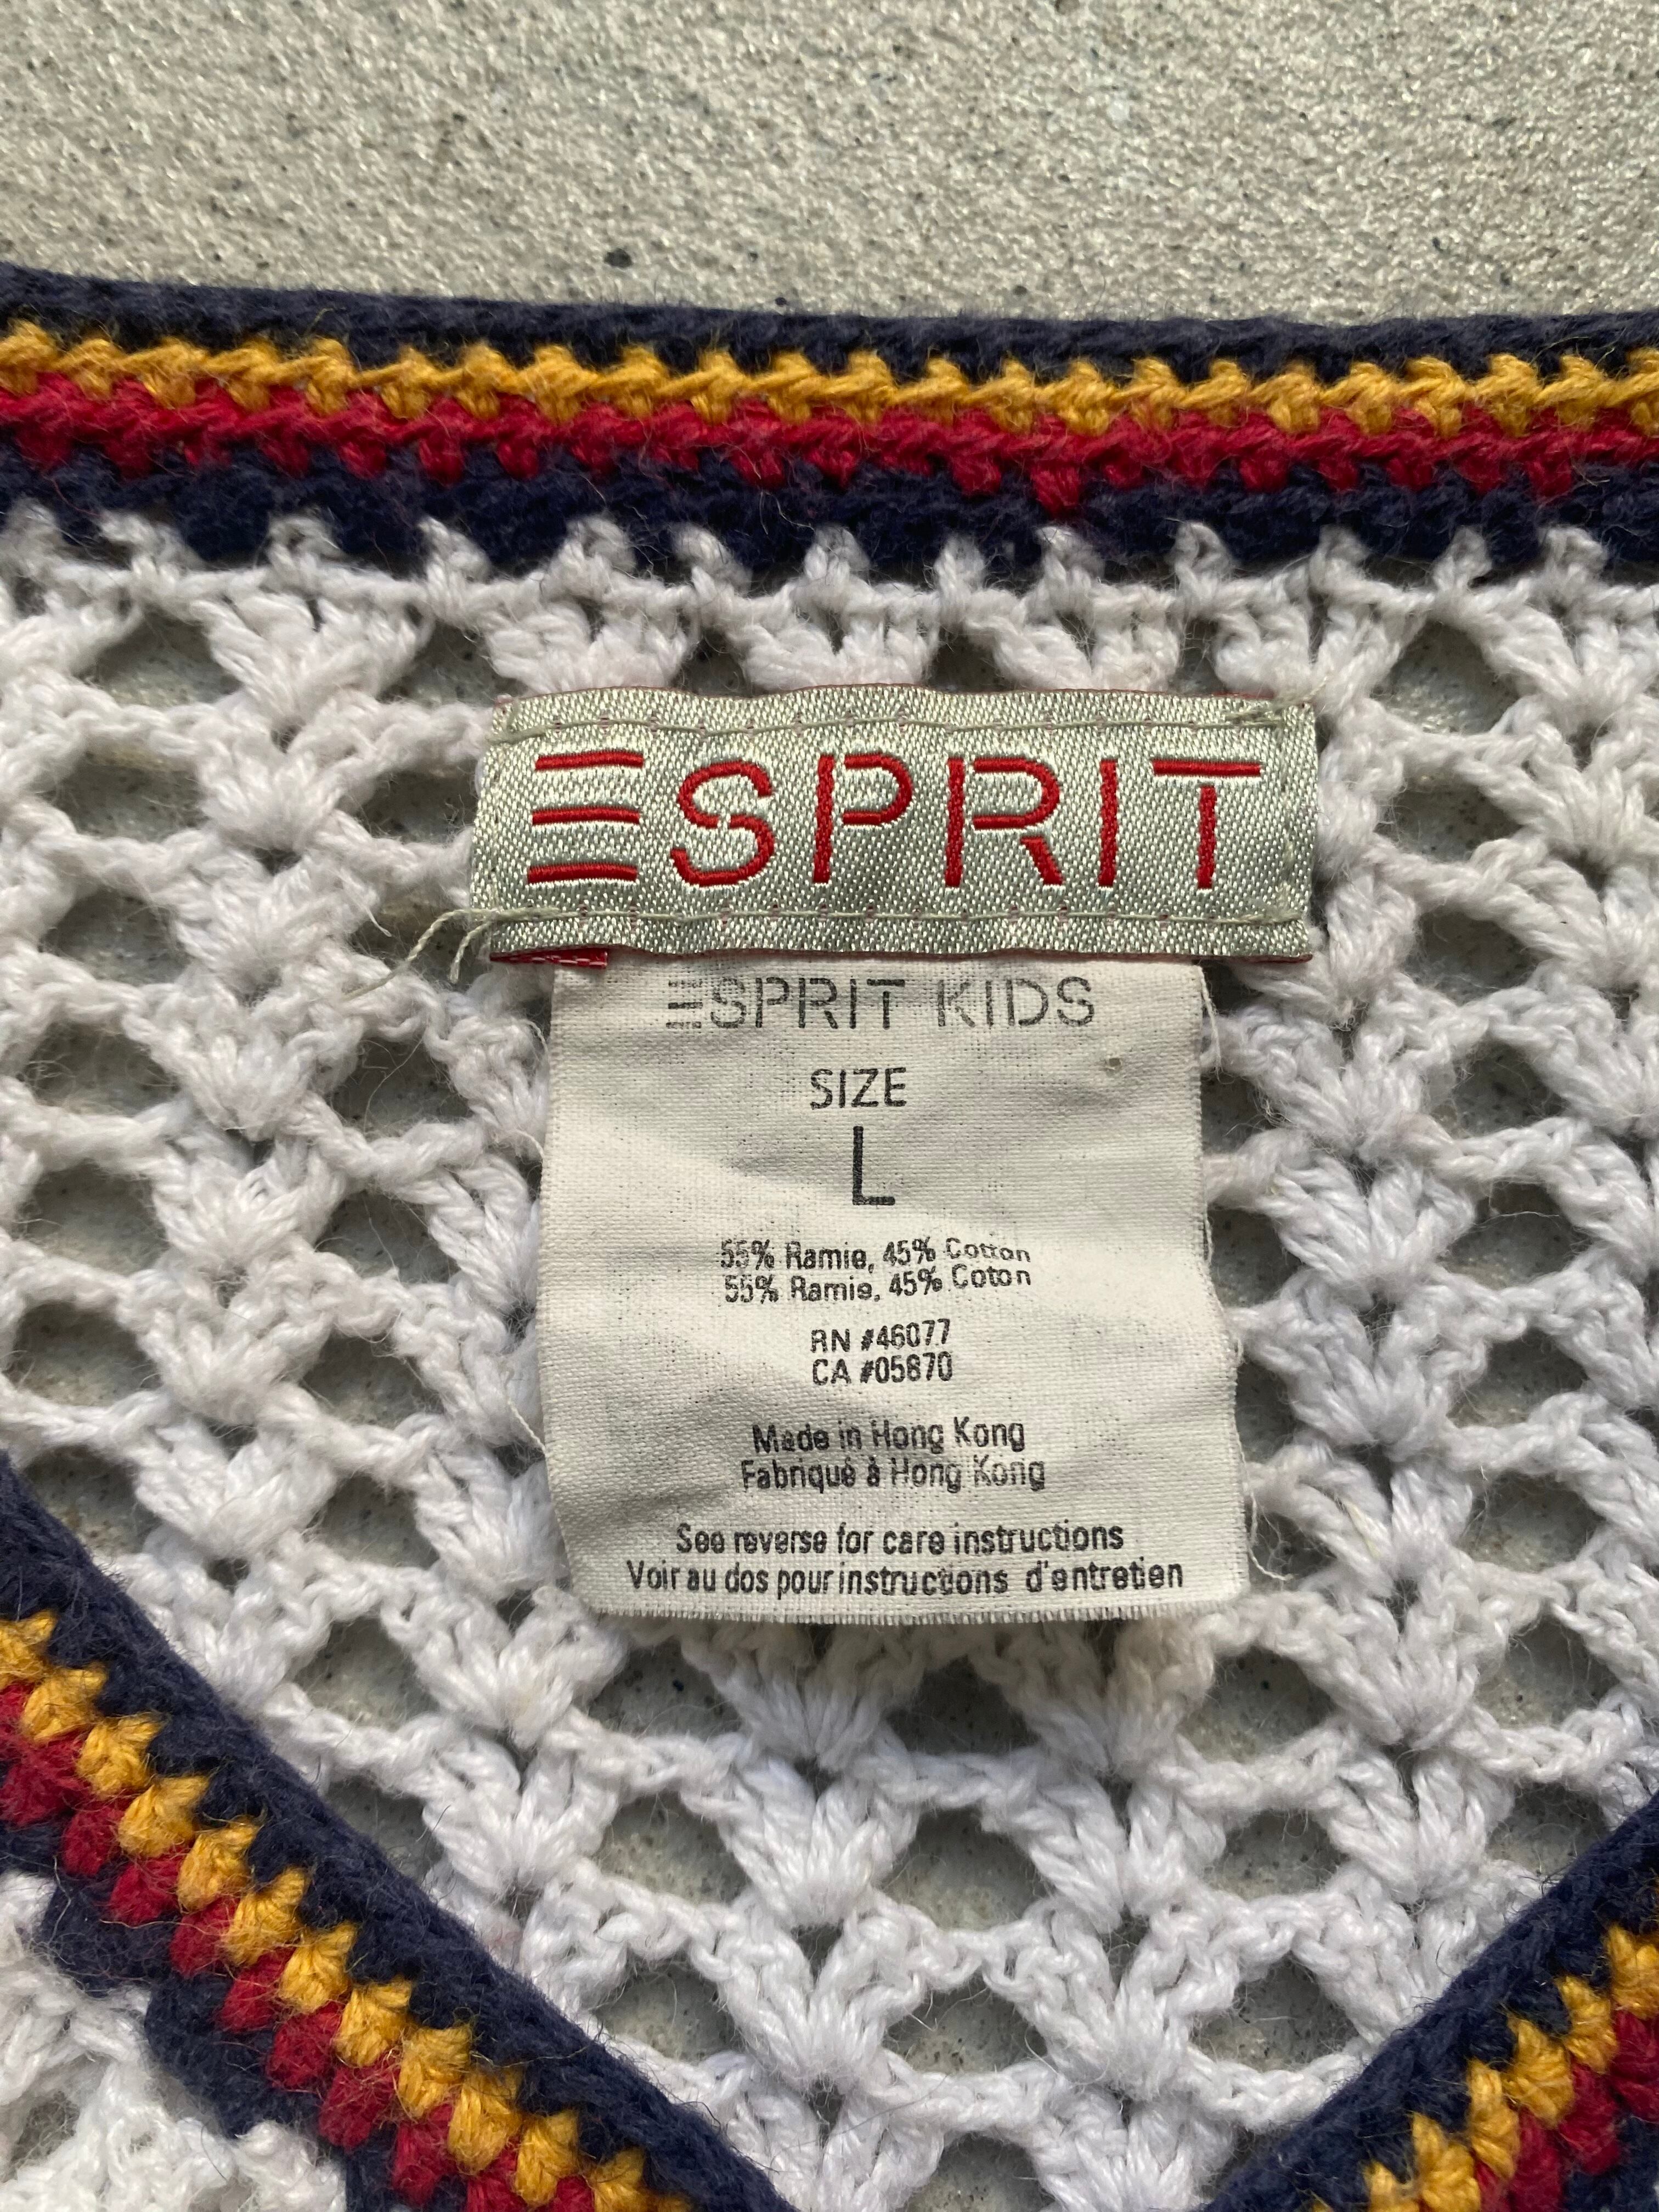 ESPRIT
ESPRIT KIDS
SIZE
L
55% Ramie, 45% Cotton
55% Ramie, 45% Coton
RN #46077
CA #05870
Made in Hong Kong
Fabriqué à Hong Kong
See reverse for care instructions
Voir au dos pour instructions d'entretien